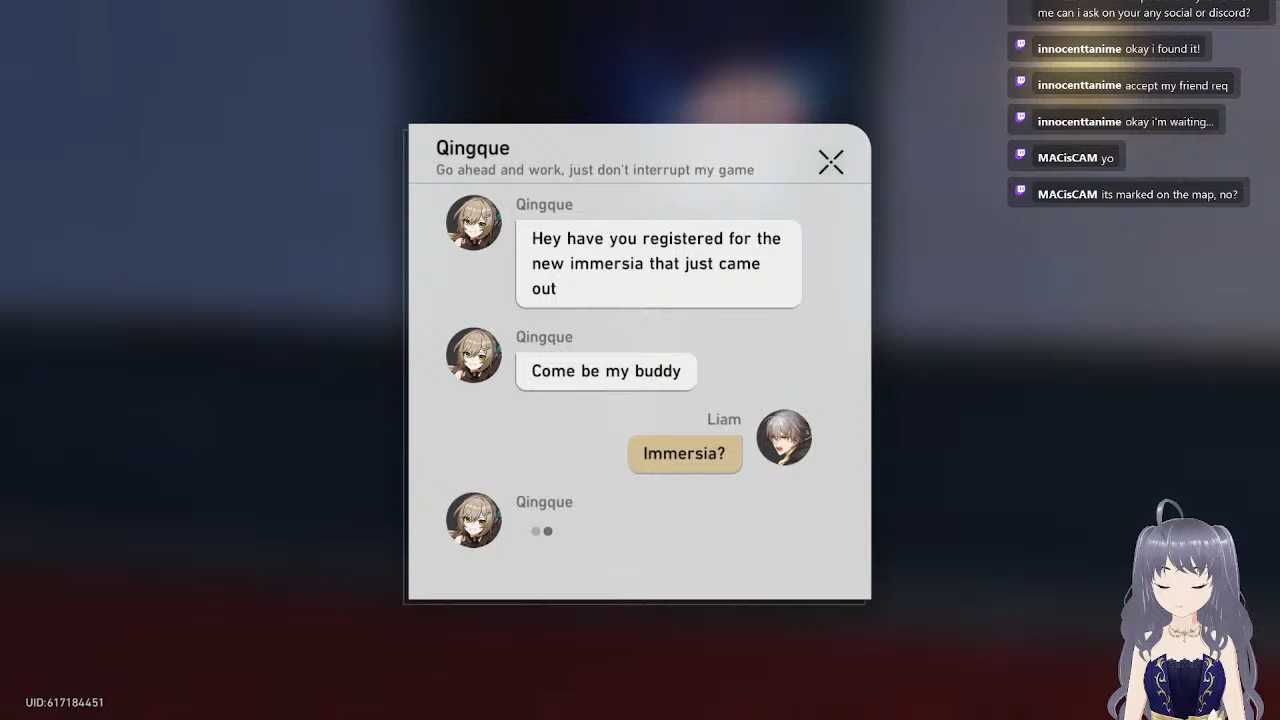 me can i ask on your any social or discord?
innocenttanime okay i found it!
innocenttanime accept my friend req
innocenttanime okay i'm waiting...
MACisCAM yo
MACisCAM its marked on the map, no?
Qingque
Go ahead and work, just don't interrupt my game
Qingque
Hey have you registered for the
new immersia that just came
out
Qingque
Come be my buddy
Liam
Immersia?
Qingque
UID:617184451